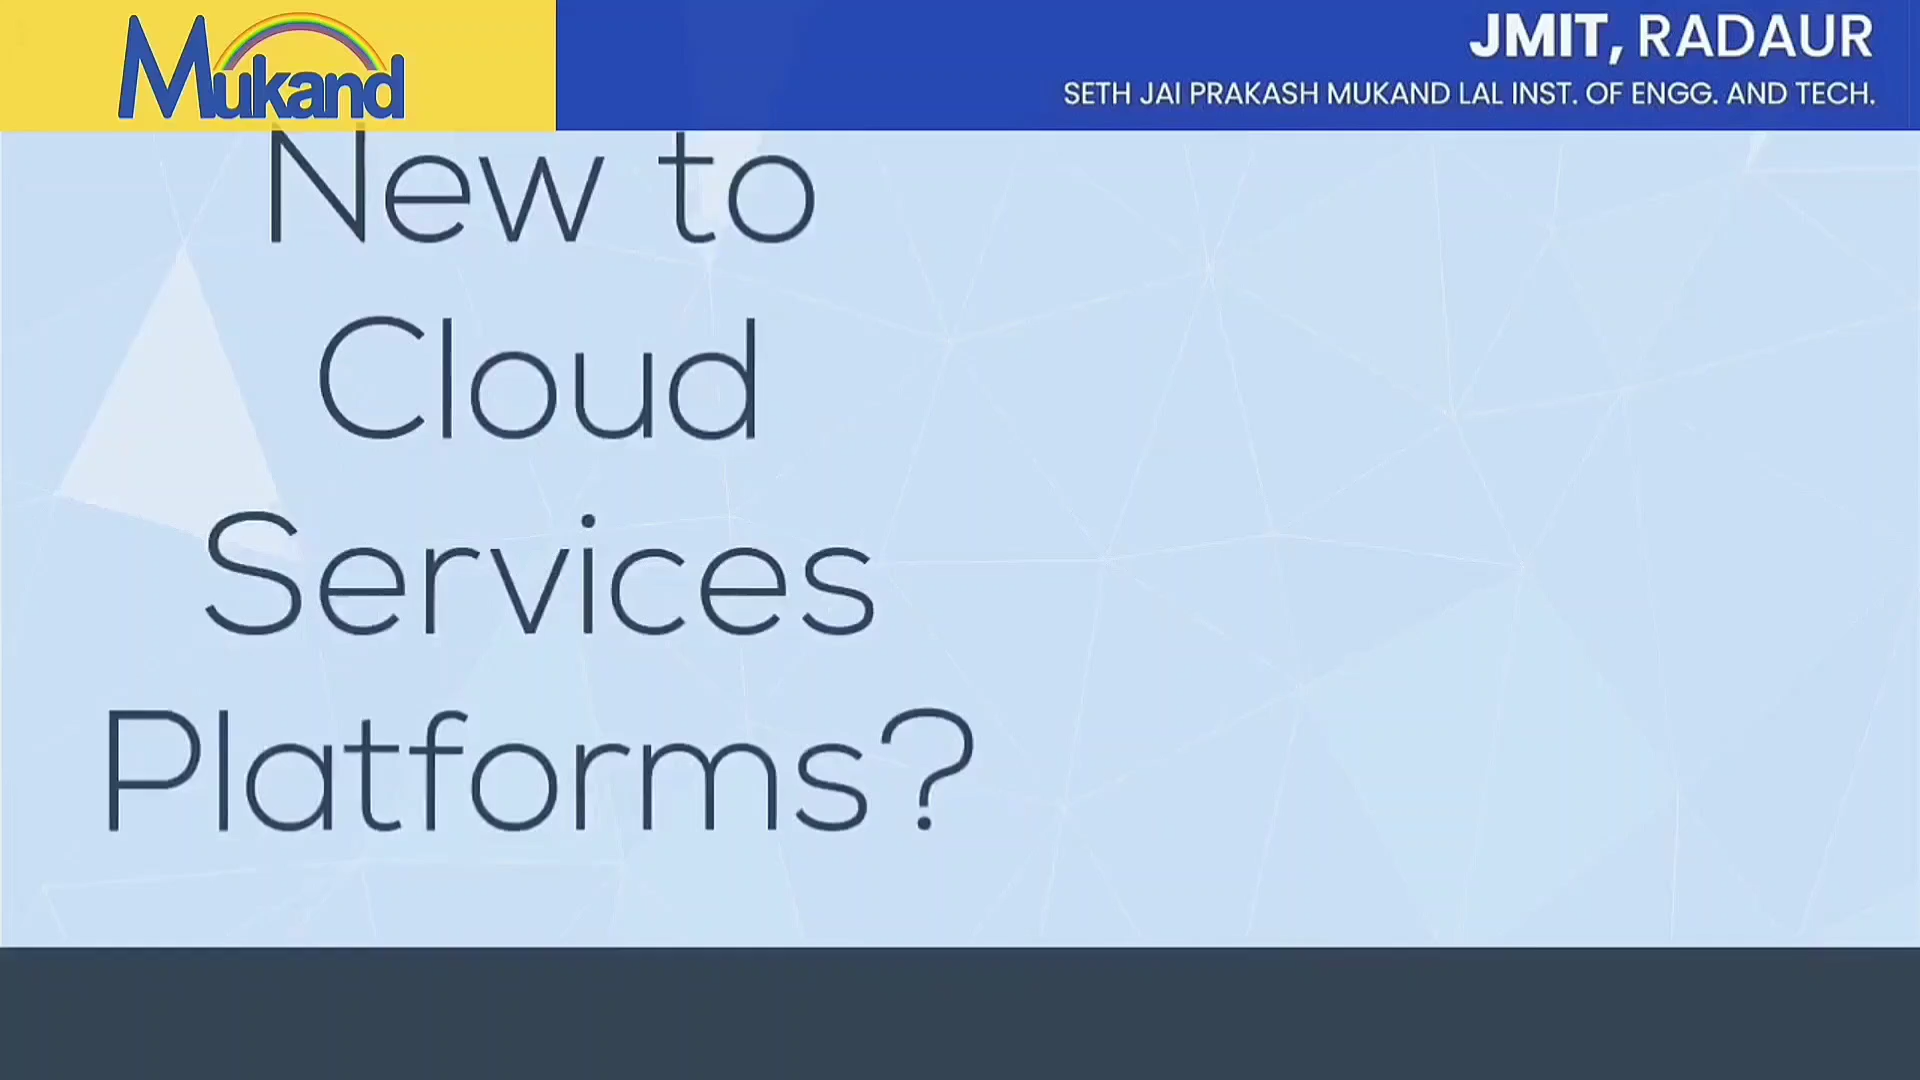 Mukand
JMIT, RADAUR
SETH JAI PRAKASH MUKAND LAL INST. OF ENGG. AND TECH.
New to
Cloud
Services
Platforms?